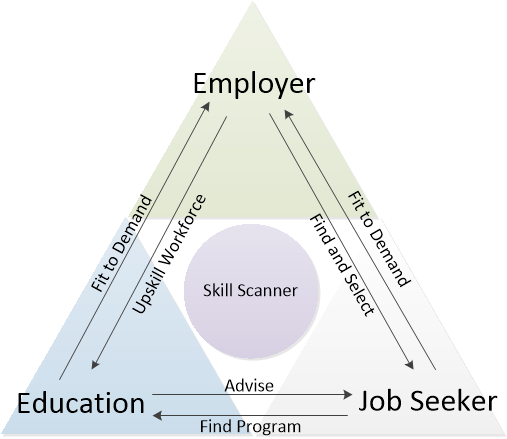 Employer
Fit to Demand
Upskill Workforce
Find and Select
Fit to Demand
Skill Scanner
Education
Advise
Find Program
Job Seeker